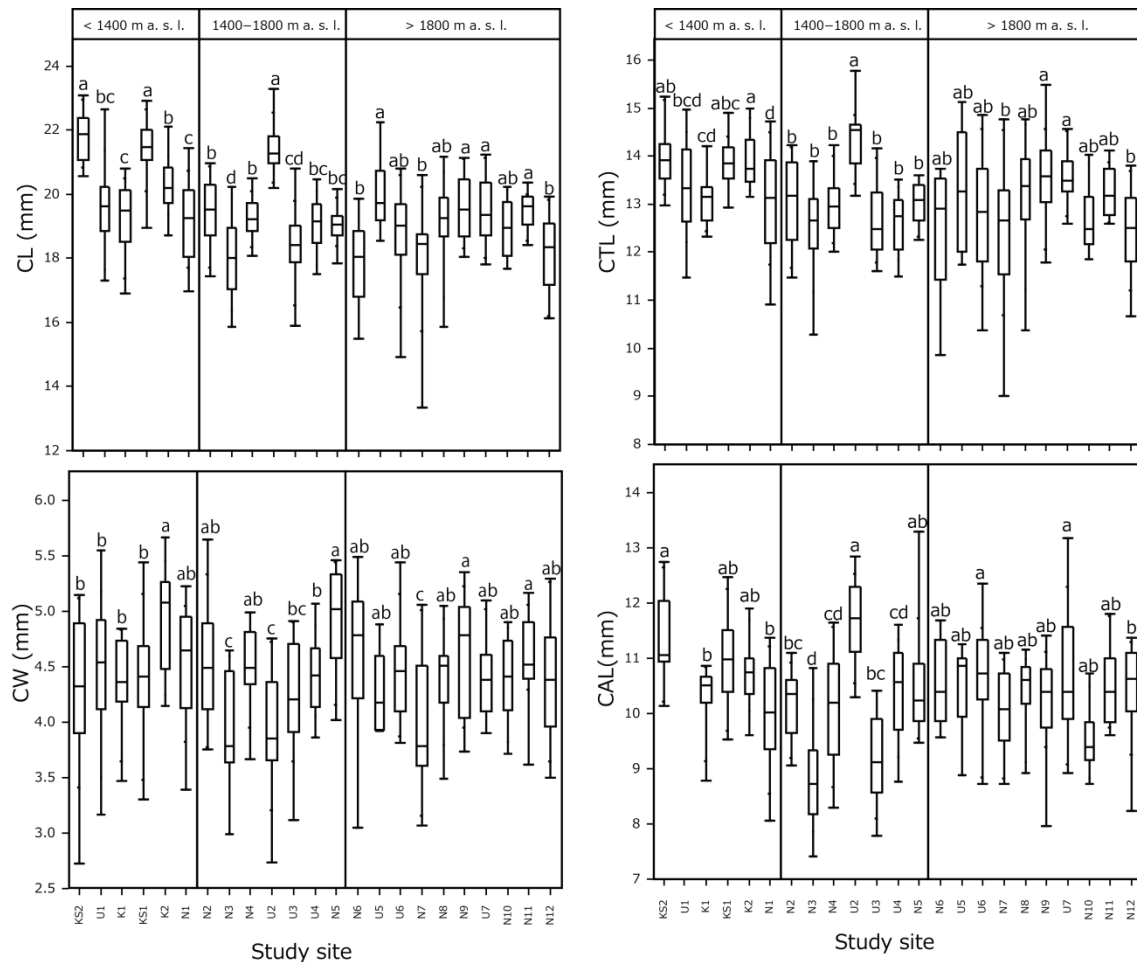 < 1400 m a. s. l. 1400–1800 m a. s. l. > 1800 m a. s. l.
24
22
20
18
16
14
12
CL (mm)
a bc c a b c b d b a cd bc bc b a ab b ab a a ab a b
< 1400 m a. s. l. 1400–1800 m a. s. l. > 1800 m a. s. l.
16
15
14
13
12
11
10
9
8
CTL (mm)
ab bcd cd abc a d b b b a b b b ab ab ab b ab a a ab ab b
6.0
5.5
5.0
4.5
4.0
3.5
3.0
2.5
CW (mm)
b b b b a ab ab c ab c bc b a ab ab ab c ab a ab ab a ab
KS2 U1 K1 KS1 K2 N1 N2 N3 N4 U2 U3 U4 N5 N6 U5 U6 N7 N8 N9 U7 N10 N11 N12
Study site
14
13
12
11
10
9
8
7
CAL(mm)
a b ab ab b bc d cd a bc cd ab ab ab a b ab ab a ab ab b
KS2 U1 K1 KS1 K2 N1 N2 N3 N4 U2 U3 U4 N5 N6 U5 U6 N7 N8 N9 U7 N10 N11 N12
Study site